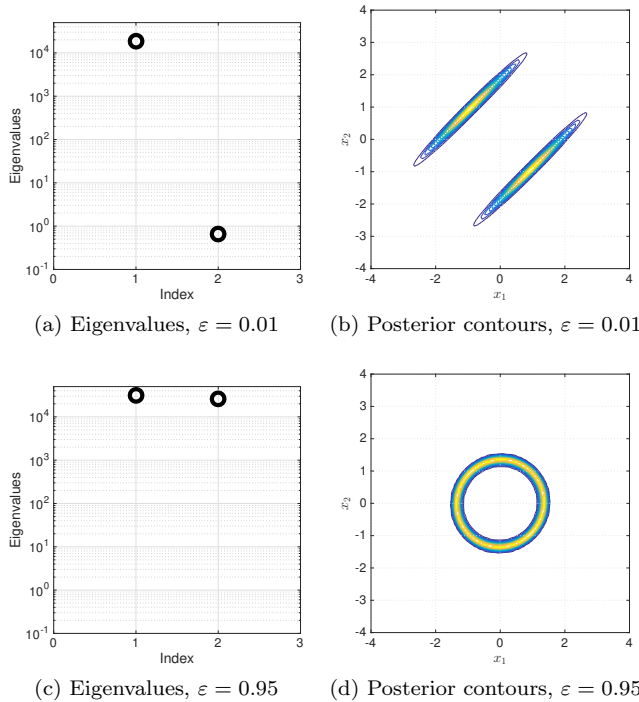 10^4
10^3
10^2
10^1
10^0
10^-1
Eigenvalues
0 1 2 3
Index
(a) Eigenvalues, ε = 0.01
4
3
2
1
0
-1
-2
-3
-4
x_2
-4 -2 0 2 4
x_1
(b) Posterior contours, ε = 0.01
10^4
10^3
10^2
10^1
10^0
10^-1
Eigenvalues
0 1 2 3
Index
(c) Eigenvalues, ε = 0.95
4
3
2
1
0
-1
-2
-3
-4
x_2
-4 -2 0 2 4
x_1
(d) Posterior contours, ε = 0.95